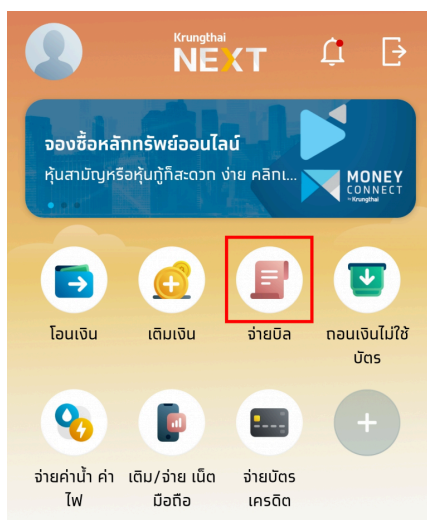 Krungthai
NEXT
จองซื้อหลักทรัพย์ออนไลน์
หุ้นสามัญหรือหุ้นกู้ก็สะดวก ง่าย คลิกเ...
MONEY
CONNECT
by Krungthai
โอนเงิน
เติมเงิน
จ่ายบิล
ถอนเงินไม่ใช้
บัตร
จ่ายค่าน้ำ ค่า
ไฟ
เติม/จ่าย เน็ต
มือถือ
จ่ายบัตร
เครดิต